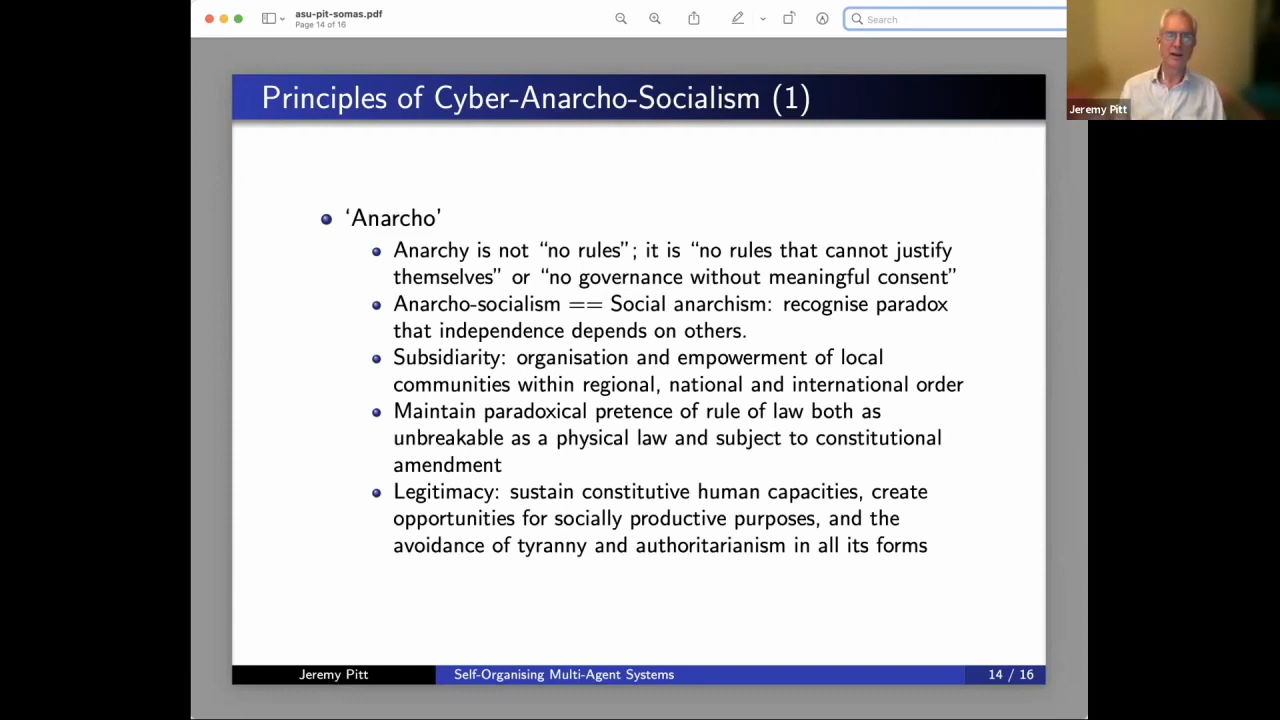 asu-pit-somas.pdf
Page 14 of 16
Search
Jeremy Pitt
Principles of Cyber-Anarcho-Socialism (1)
‘Anarcho’
Anarchy is not “no rules”; it is “no rules that cannot justify
themselves” or “no governance without meaningful consent”
Anarcho-socialism == Social anarchism: recognise paradox
that independence depends on others.
Subsidiarity: organisation and empowerment of local
communities within regional, national and international order
Maintain paradoxical pretence of rule of law both as
unbreakable as a physical law and subject to constitutional
amendment
Legitimacy: sustain constitutive human capacities, create
opportunities for socially productive purposes, and the
avoidance of tyranny and authoritarianism in all its forms
Jeremy Pitt
Self-Organising Multi-Agent Systems
14 / 16